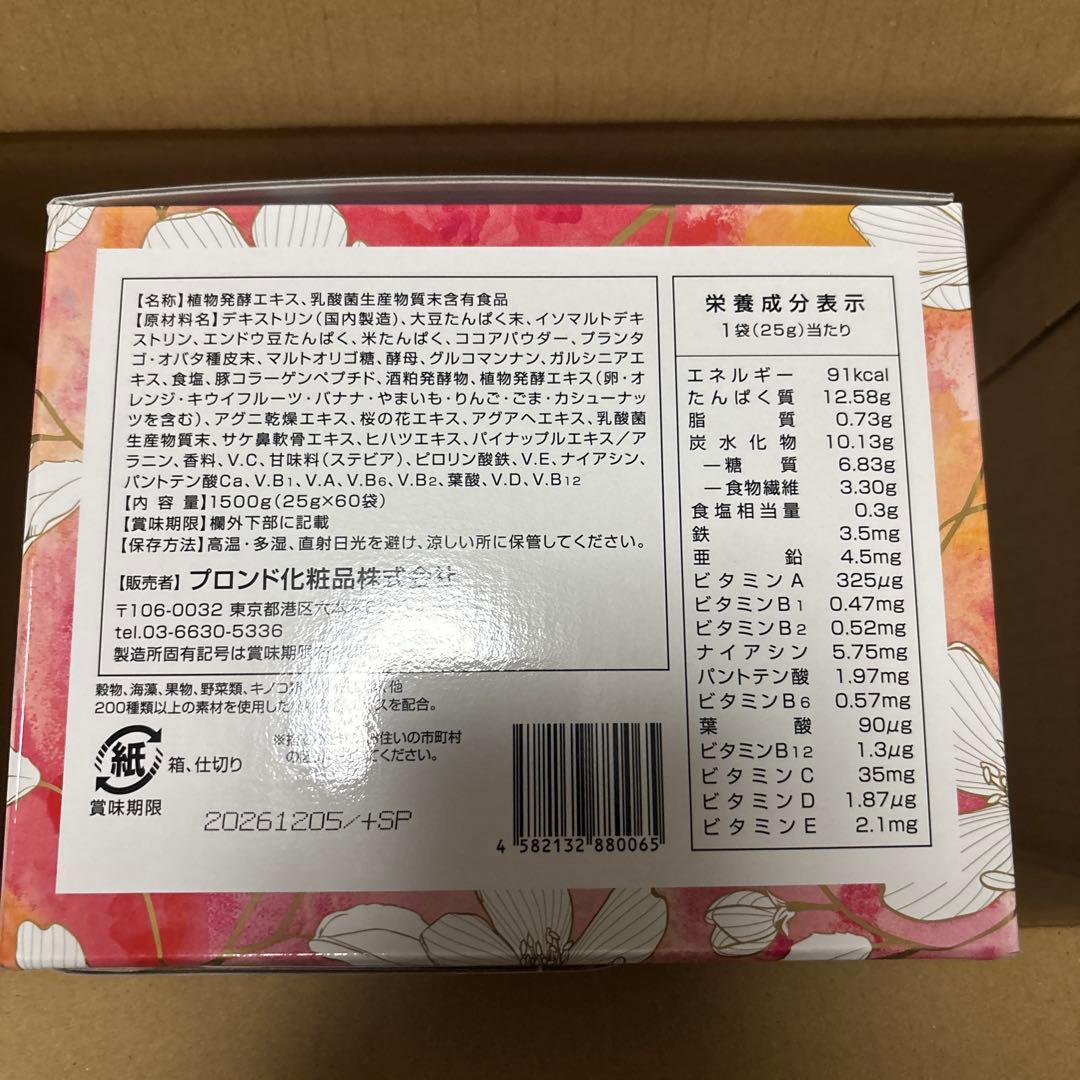 【名称】植物発酵エキス、乳酸菌生産物質末含有食品
【原材料名】デキストリン(国内製造)、大豆たんぱく末、イソマルトデキ
ストリン、エンドウ豆たんぱく、米たんぱく、ココアパウダー、プランタ
ゴ・オバタ種皮末、マルトオリゴ糖、酵母、グルコマンナン、ガルシニアエ
キス、食塩、豚コラーゲンペプチド、酒粕発酵物、植物発酵エキス(卵・オ
レンジ・キウイフルーツ・バナナ・やまいも・りんご・ごま・カシューナッ
ツを含む)、アグニ乾燥エキス、桜の花エキス、アグアヘエキス、乳酸菌
生産物質末、サケ鼻軟骨エキス、ヒハツエキス、パイナップルエキス/ア
ラニン、香料、V.C、甘味料(ステビア)、ピロリン酸鉄、V.E、ナイアシン、
パントテン酸Ca、V.B1、V.A、V.B6、V.B2、葉酸、V.D、V.B12
【内 容 量】1500g(25g×60袋)
【賞味期限】欄外下部に記載
【保存方法】高温・多湿、直射日光を避け、涼しい所に保管してください。
【販売者】プロンド化粧品株式会社
〒106-0032 東京都港区六本木
tel.03-6630-5336
製造所固有記号は賞味期限
穀物、海藻、果物、野菜類、キノコ類、他
200種類以上の素材を使用した スを配合。
紙
箱、仕切り
※ お住いの市町村
の ください。
賞味期限
20261205/+SP
4 582132 880065
栄養成分表示
1袋(25g)当たり
エネルギー 91kcal
たんぱく質 12.58g
脂 質 0.73g
炭水化物 10.13g
―糖 質 6.83g
―食物繊維 3.30g
食塩相当量 0.3g
鉄 3.5mg
亜 鉛 4.5mg
ビタミンA 325μg
ビタミンB1 0.47mg
ビタミンB2 0.52mg
ナイアシン 5.75mg
パントテン酸 1.97mg
ビタミンB6 0.57mg
葉 酸 90μg
ビタミンB12 1.3μg
ビタミンC 35mg
ビタミンD 1.87μg
ビタミンE 2.1mg